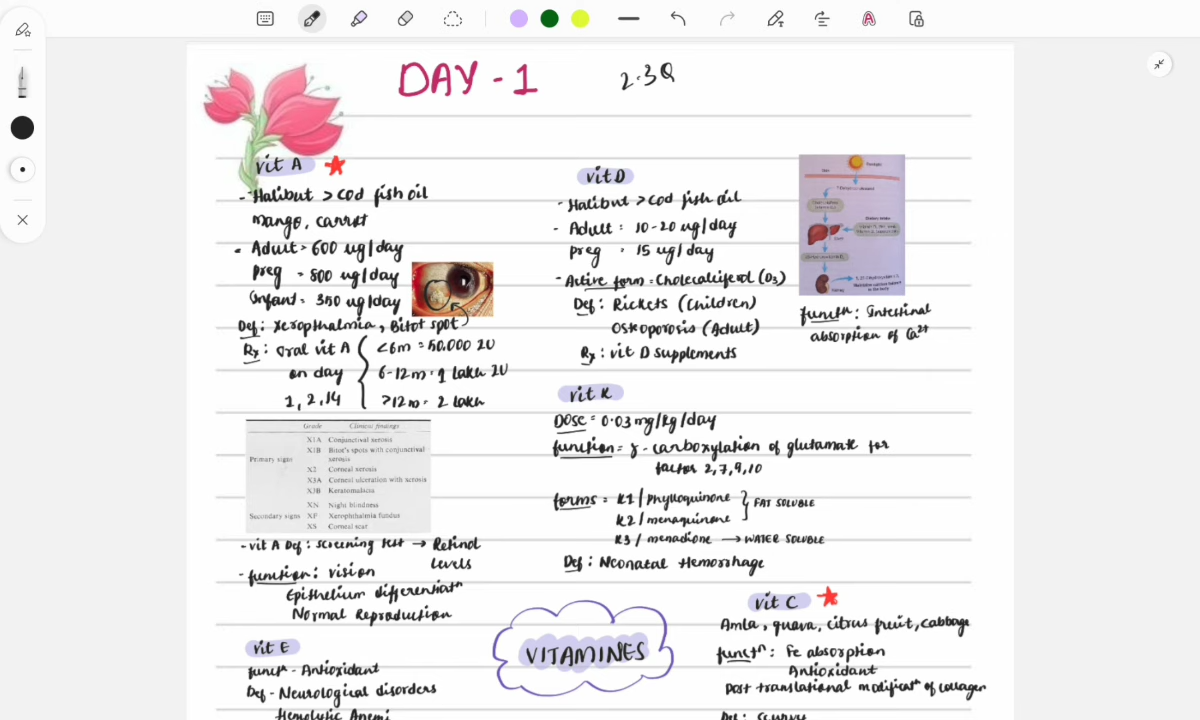 DAY - 1
2.3Q
Vit A
- Halibut > cod fish oil
mango, carrot
- Adult > 600 ug/day
preg = 800 ug/day
Infant = 350 ug/day
Def : Xeropthalmia, Bitot spot
Rx : Oral vit A
on day
1, 2, 14
<6m = 50.000 IU
6-12m = 1 lakh IU
>12m = 2 lakh
Grade Clinical findings
Primary signs
X1A Conjunctival xerosis
X1B Bitot's spots with conjunctival
xerosis
X2 Corneal xerosis
X3A Corneal ulceration with xerosis
X3B Keratomalacia
Secondary signs
XN Night blindness
XF Xerophthalmia fundus
XS Corneal scar
- vit A Def : screening test → Retinol
levels
- function : vision
Epithelium differentiatn
Normal Reproduction
vit E
functn - Antioxidant
Def - Neurological disorders
Hemolytic Anemi
vit D
- Halibut > cod fish oil
- Adult : 10-20 ug/day
preg : 15 ug/day
- Active form = Cholecalciferol (D3)
Def : Rickets (Children)
Osteoporosis (Adult)
Rx : vit D supplements
functn : Intestinal
absorption of Ca2+
vit K
Dose = 0.03 mg/kg/day
function = γ - carboxylation of glutamate for
factor 2,7,9,10
forms = K1 / phylloquinone
K2 / menaquinone
FAT SOLUBLE
K3 / menadione → WATER SOLUBLE
Def : Neonatal Hemorrhage
VITAMINES
vit C
Amla, guava, citrus fruit, cabbage
functn : Fe absorption
Antioxidant
Post translational modificatn of collagen
Def : Scurvy